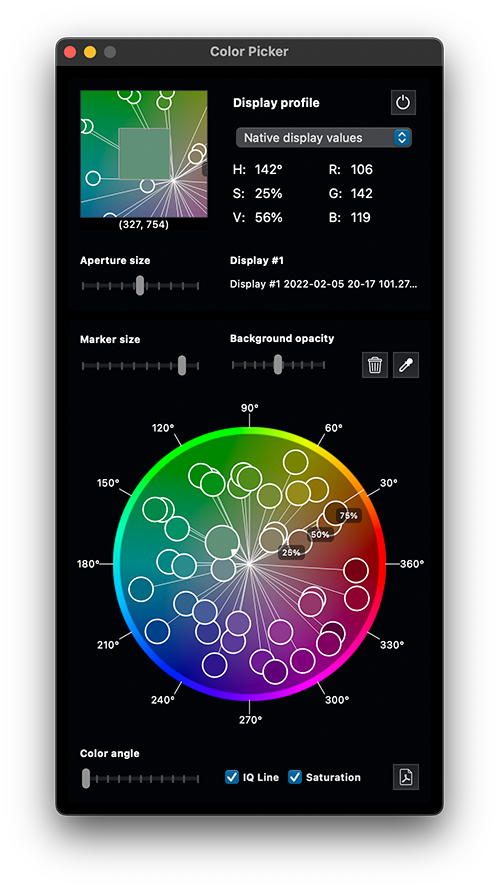 Color Picker
Display profile
Native display values
H: 142° R: 106
S: 25% G: 142
V: 56% B: 119
(327, 754)
Aperture size
Display #1
Display #1 2022-02-05 20-17 101.27...
Marker size
Background opacity
90°
120° 60°
150° 30°
75%
50%
25%
180° 360°
210° 330°
240° 300°
270°
Color angle
IQ Line Saturation